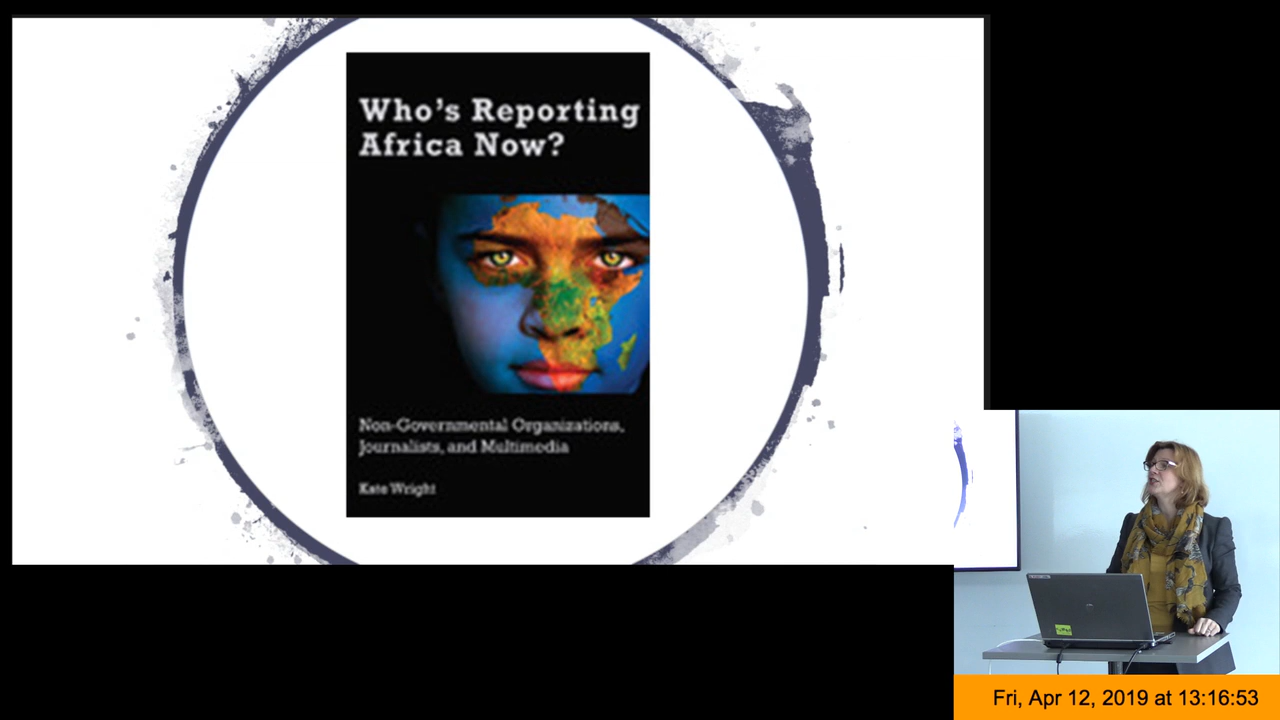 Who's Reporting
Africa Now?
Non-Governmental Organizations,
Journalists, and Multimedia
Kate Wright
Fri, Apr 12, 2019 at 13:16:53